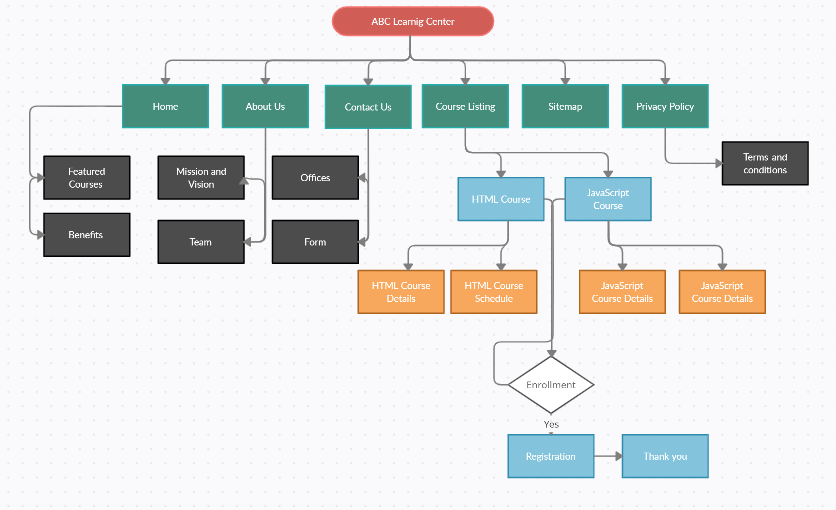 ABC Learnig Center
Home
About Us
Contact Us
Course Listing
Sitemap
Privacy Policy
Featured
Courses
Mission and
Vision
Offices
Terms and
conditions
HTML Course
JavaScript
Course
Benefits
Team
Form
HTML Course
Details
HTML Course
Schedule
JavaScript
Course Details
JavaScript
Course Details
Enrollment
Yes
Registration
Thank you